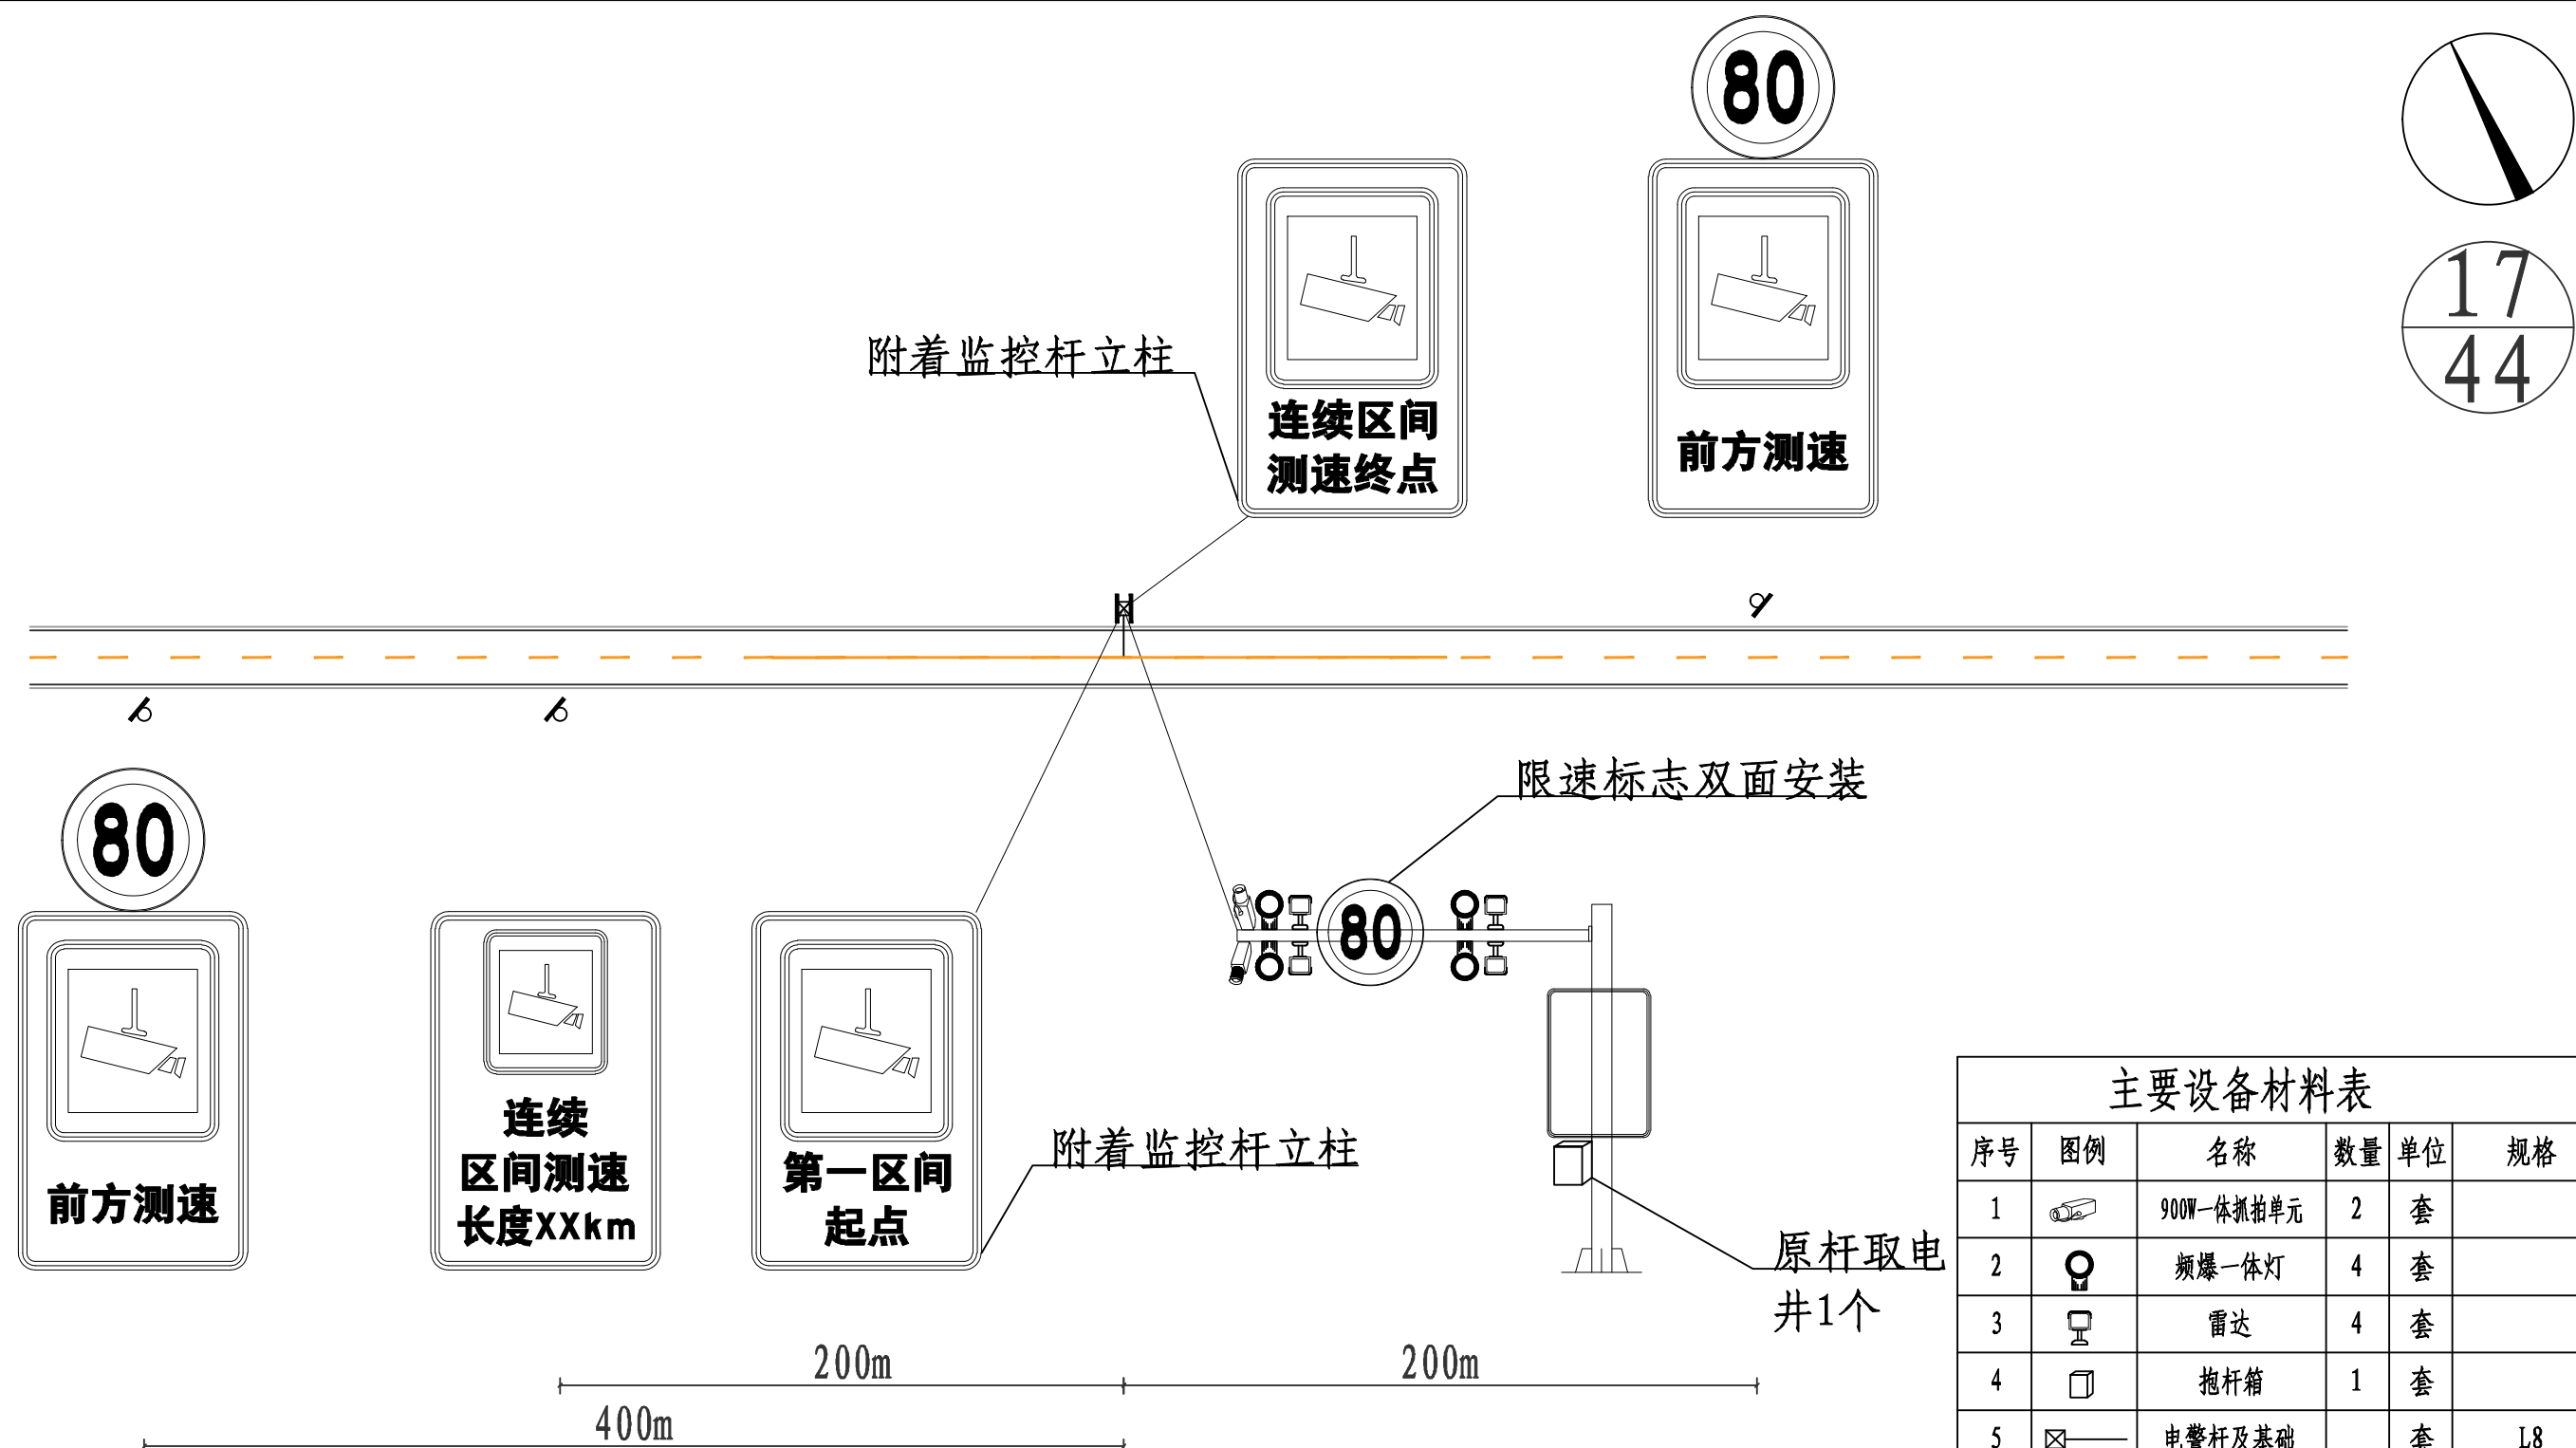 80
17
44
附着监控杆立柱
连续区间
测速终点
前方测速
限速标志双面安装
80
80
前方测速
连续
区间测速
长度XXkm
第一区间
起点
附着监控杆立柱
原杆取电
井1个
200m
200m
400m
主要设备材料表
序号 图例 名称 数量 单位 规格
1 900W一体抓拍单元 2 套
2 频爆一体灯 4 套
3 雷达 4 套
4 抱杆箱 1 套
5 电警杆及基础 套 L8